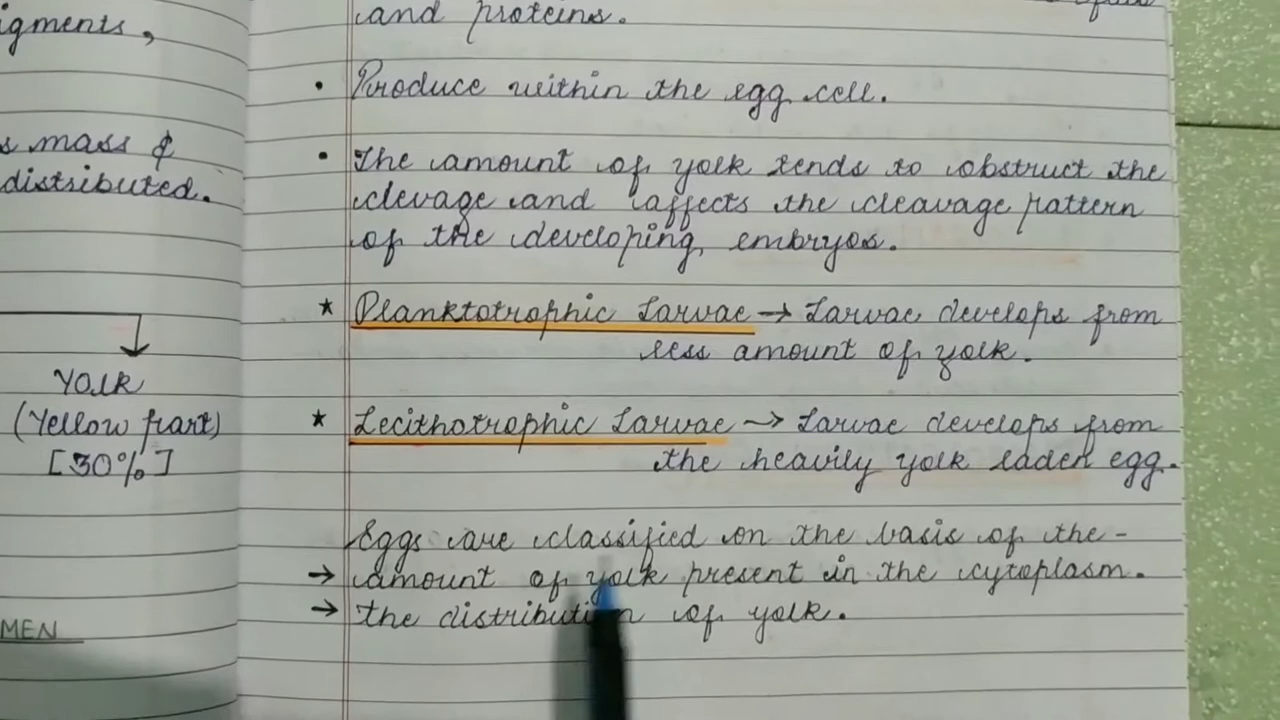 igments,
s mass &
distributed.
Yolk
(Yellow part)
[30%]
MEN
and proteins.
• Produce within the egg cell.
• The amount of yolk tends to obstruct the
clevage and affects the cleavage pattern
of the developing embryos.
★ Planktotrophic Larvae → Larvae develops from
less amount of yolk.
★ Lecithotrophic Larvae → Larvae develops from
the heavily yolk laden egg.
Eggs are classified on the basis of the-
→ amount of yolk present in the cytoplasm.
→ the distribution of yolk.